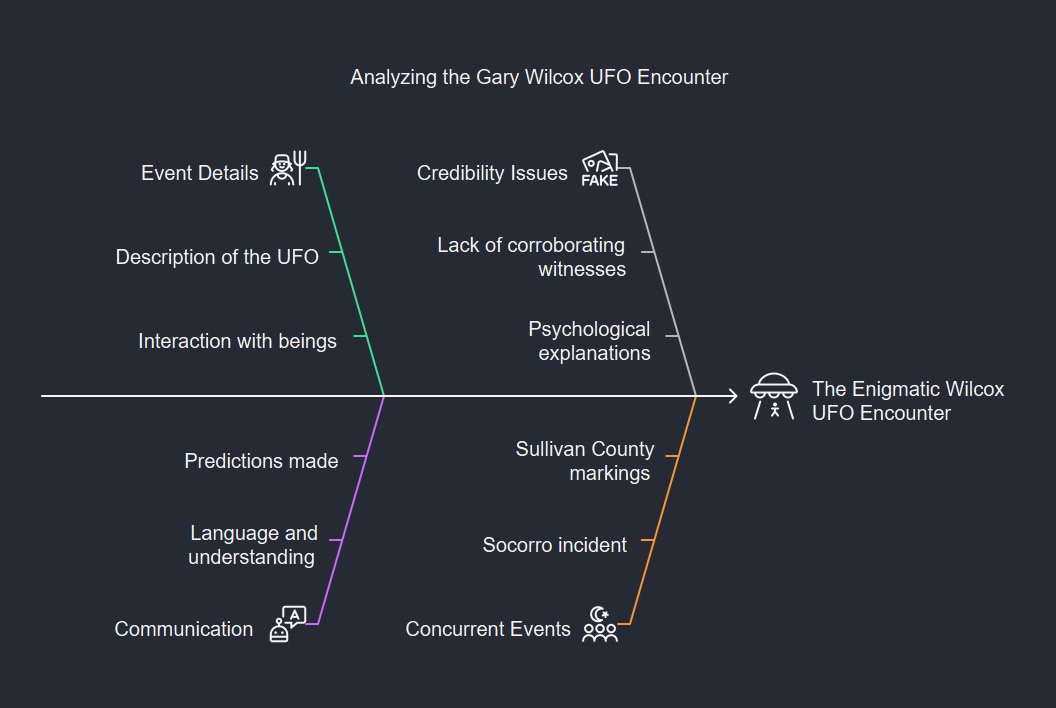 Analyzing the Gary Wilcox UFO Encounter
Event Details
Description of the UFO
Interaction with beings
Credibility Issues
FAKE
Lack of corroborating
witnesses
Psychological
explanations
The Enigmatic Wilcox
UFO Encounter
Predictions made
Language and
understanding
A
Communication
Sullivan County
markings
Socorro incident
Concurrent Events